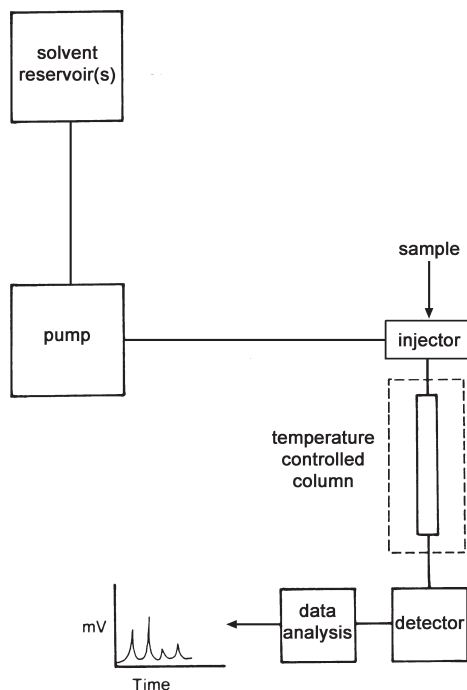 solvent
reservoir(s)
pump
sample
injector
temperature
controlled
column
detector
data
analysis
mV
Time